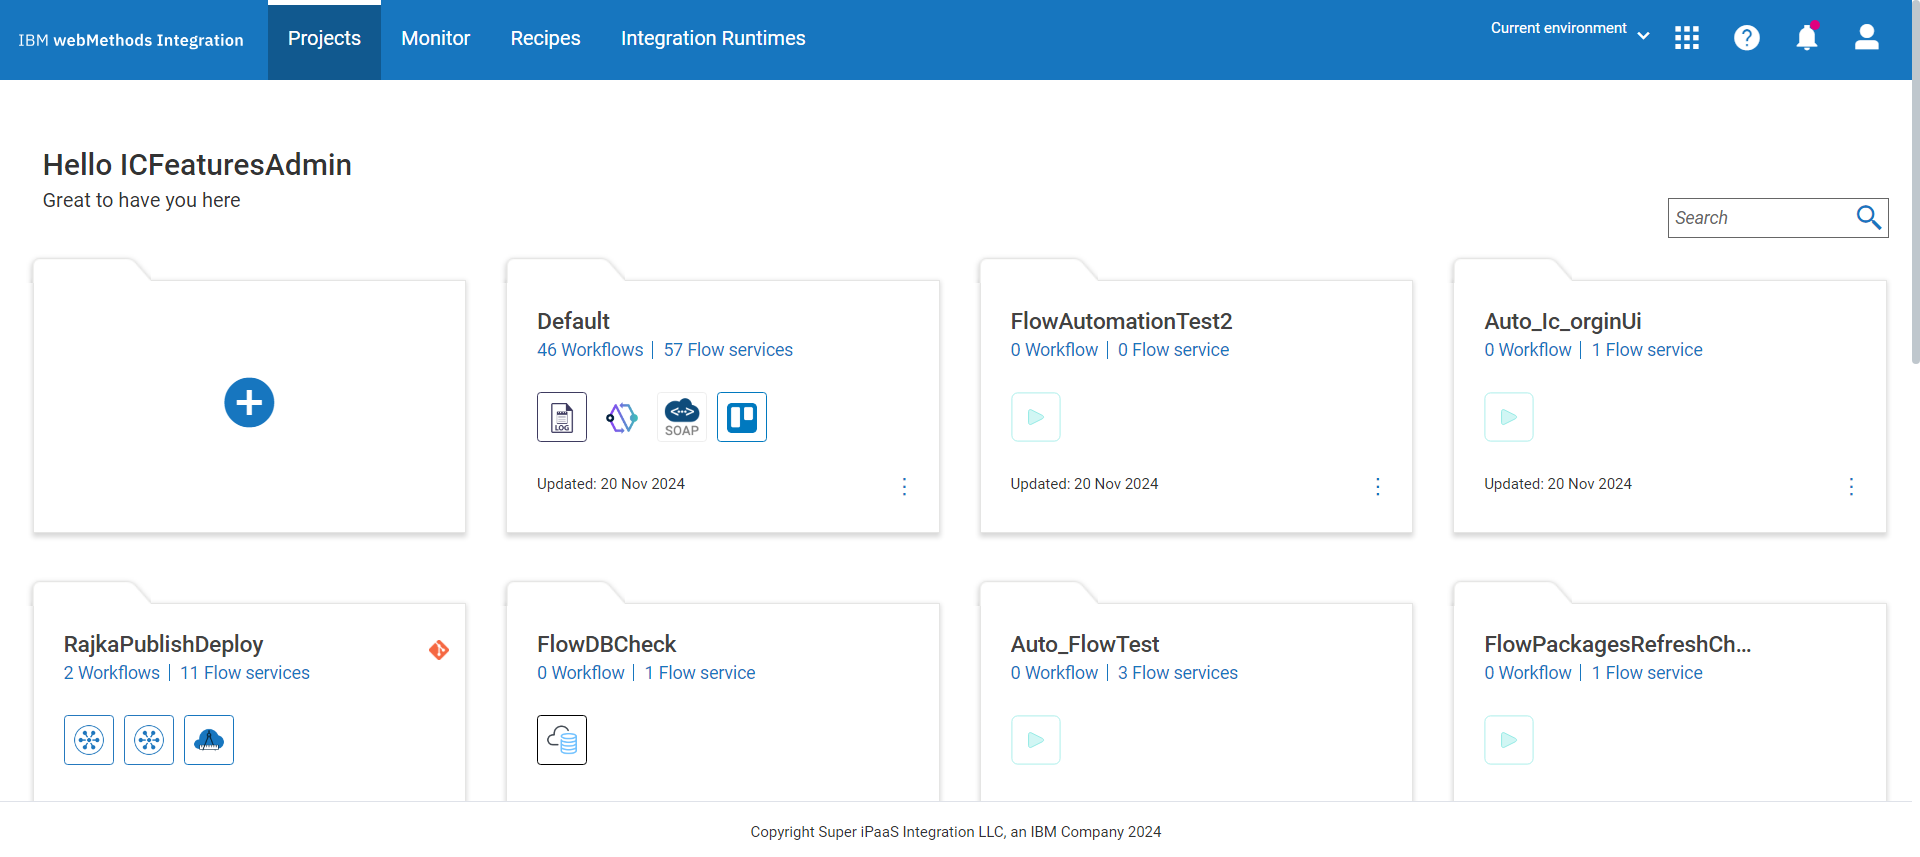 IBM webMethods Integration
Projects
Monitor
Recipes
Integration Runtimes
Current environment
Hello ICFeaturesAdmin
Great to have you here
Search
Default
46 Workflows | 57 Flow services
LOG
SOAP
Updated: 20 Nov 2024
FlowAutomationTest2
0 Workflow | 0 Flow service
Updated: 20 Nov 2024
Auto_Ic_orginUi
0 Workflow | 1 Flow service
Updated: 20 Nov 2024
RajkaPublishDeploy
2 Workflows | 11 Flow services
FlowDBCheck
0 Workflow | 1 Flow service
Auto_FlowTest
0 Workflow | 3 Flow services
FlowPackagesRefreshCh...
0 Workflow | 1 Flow service
Copyright Super iPaaS Integration LLC, an IBM Company 2024